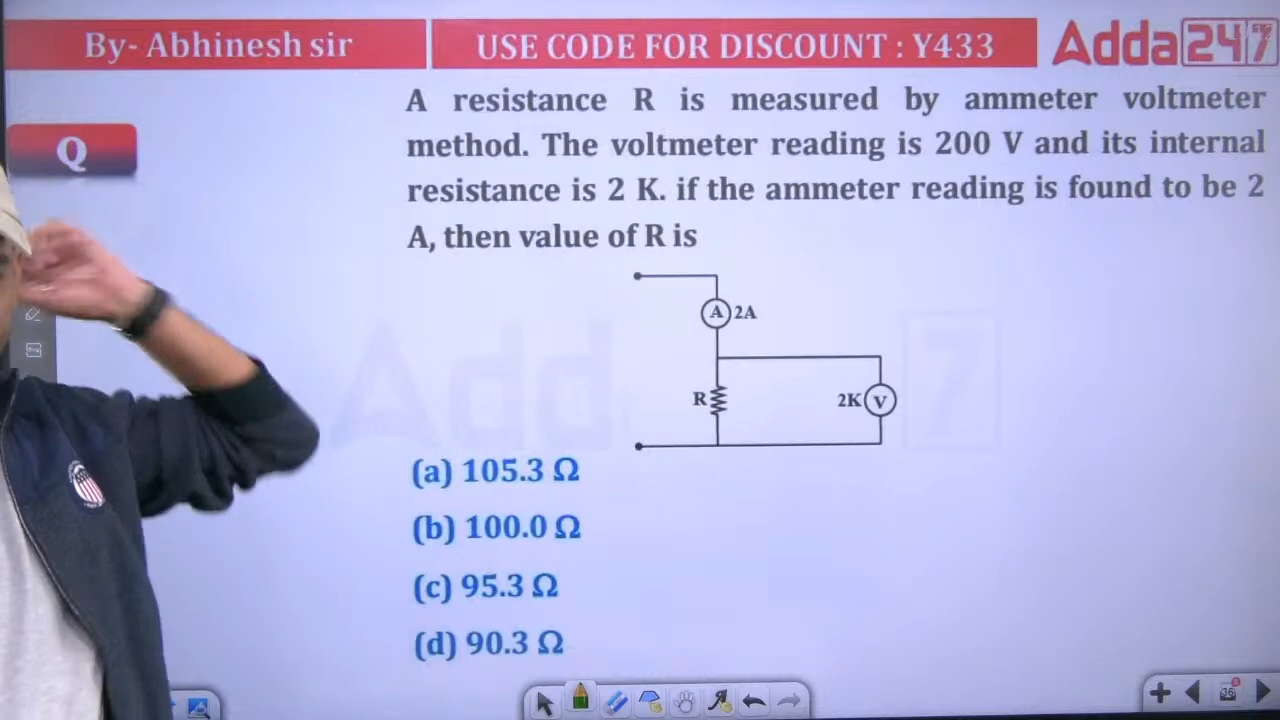 By- Abhinesh sir
USE CODE FOR DISCOUNT : Y433
Adda247
Q
A resistance R is measured by ammeter voltmeter
method. The voltmeter reading is 200 V and its internal
resistance is 2 K. if the ammeter reading is found to be 2
A, then value of R is
A 2A
R
2K V
(a) 105.3 Ω
(b) 100.0 Ω
(c) 95.3 Ω
(d) 90.3 Ω